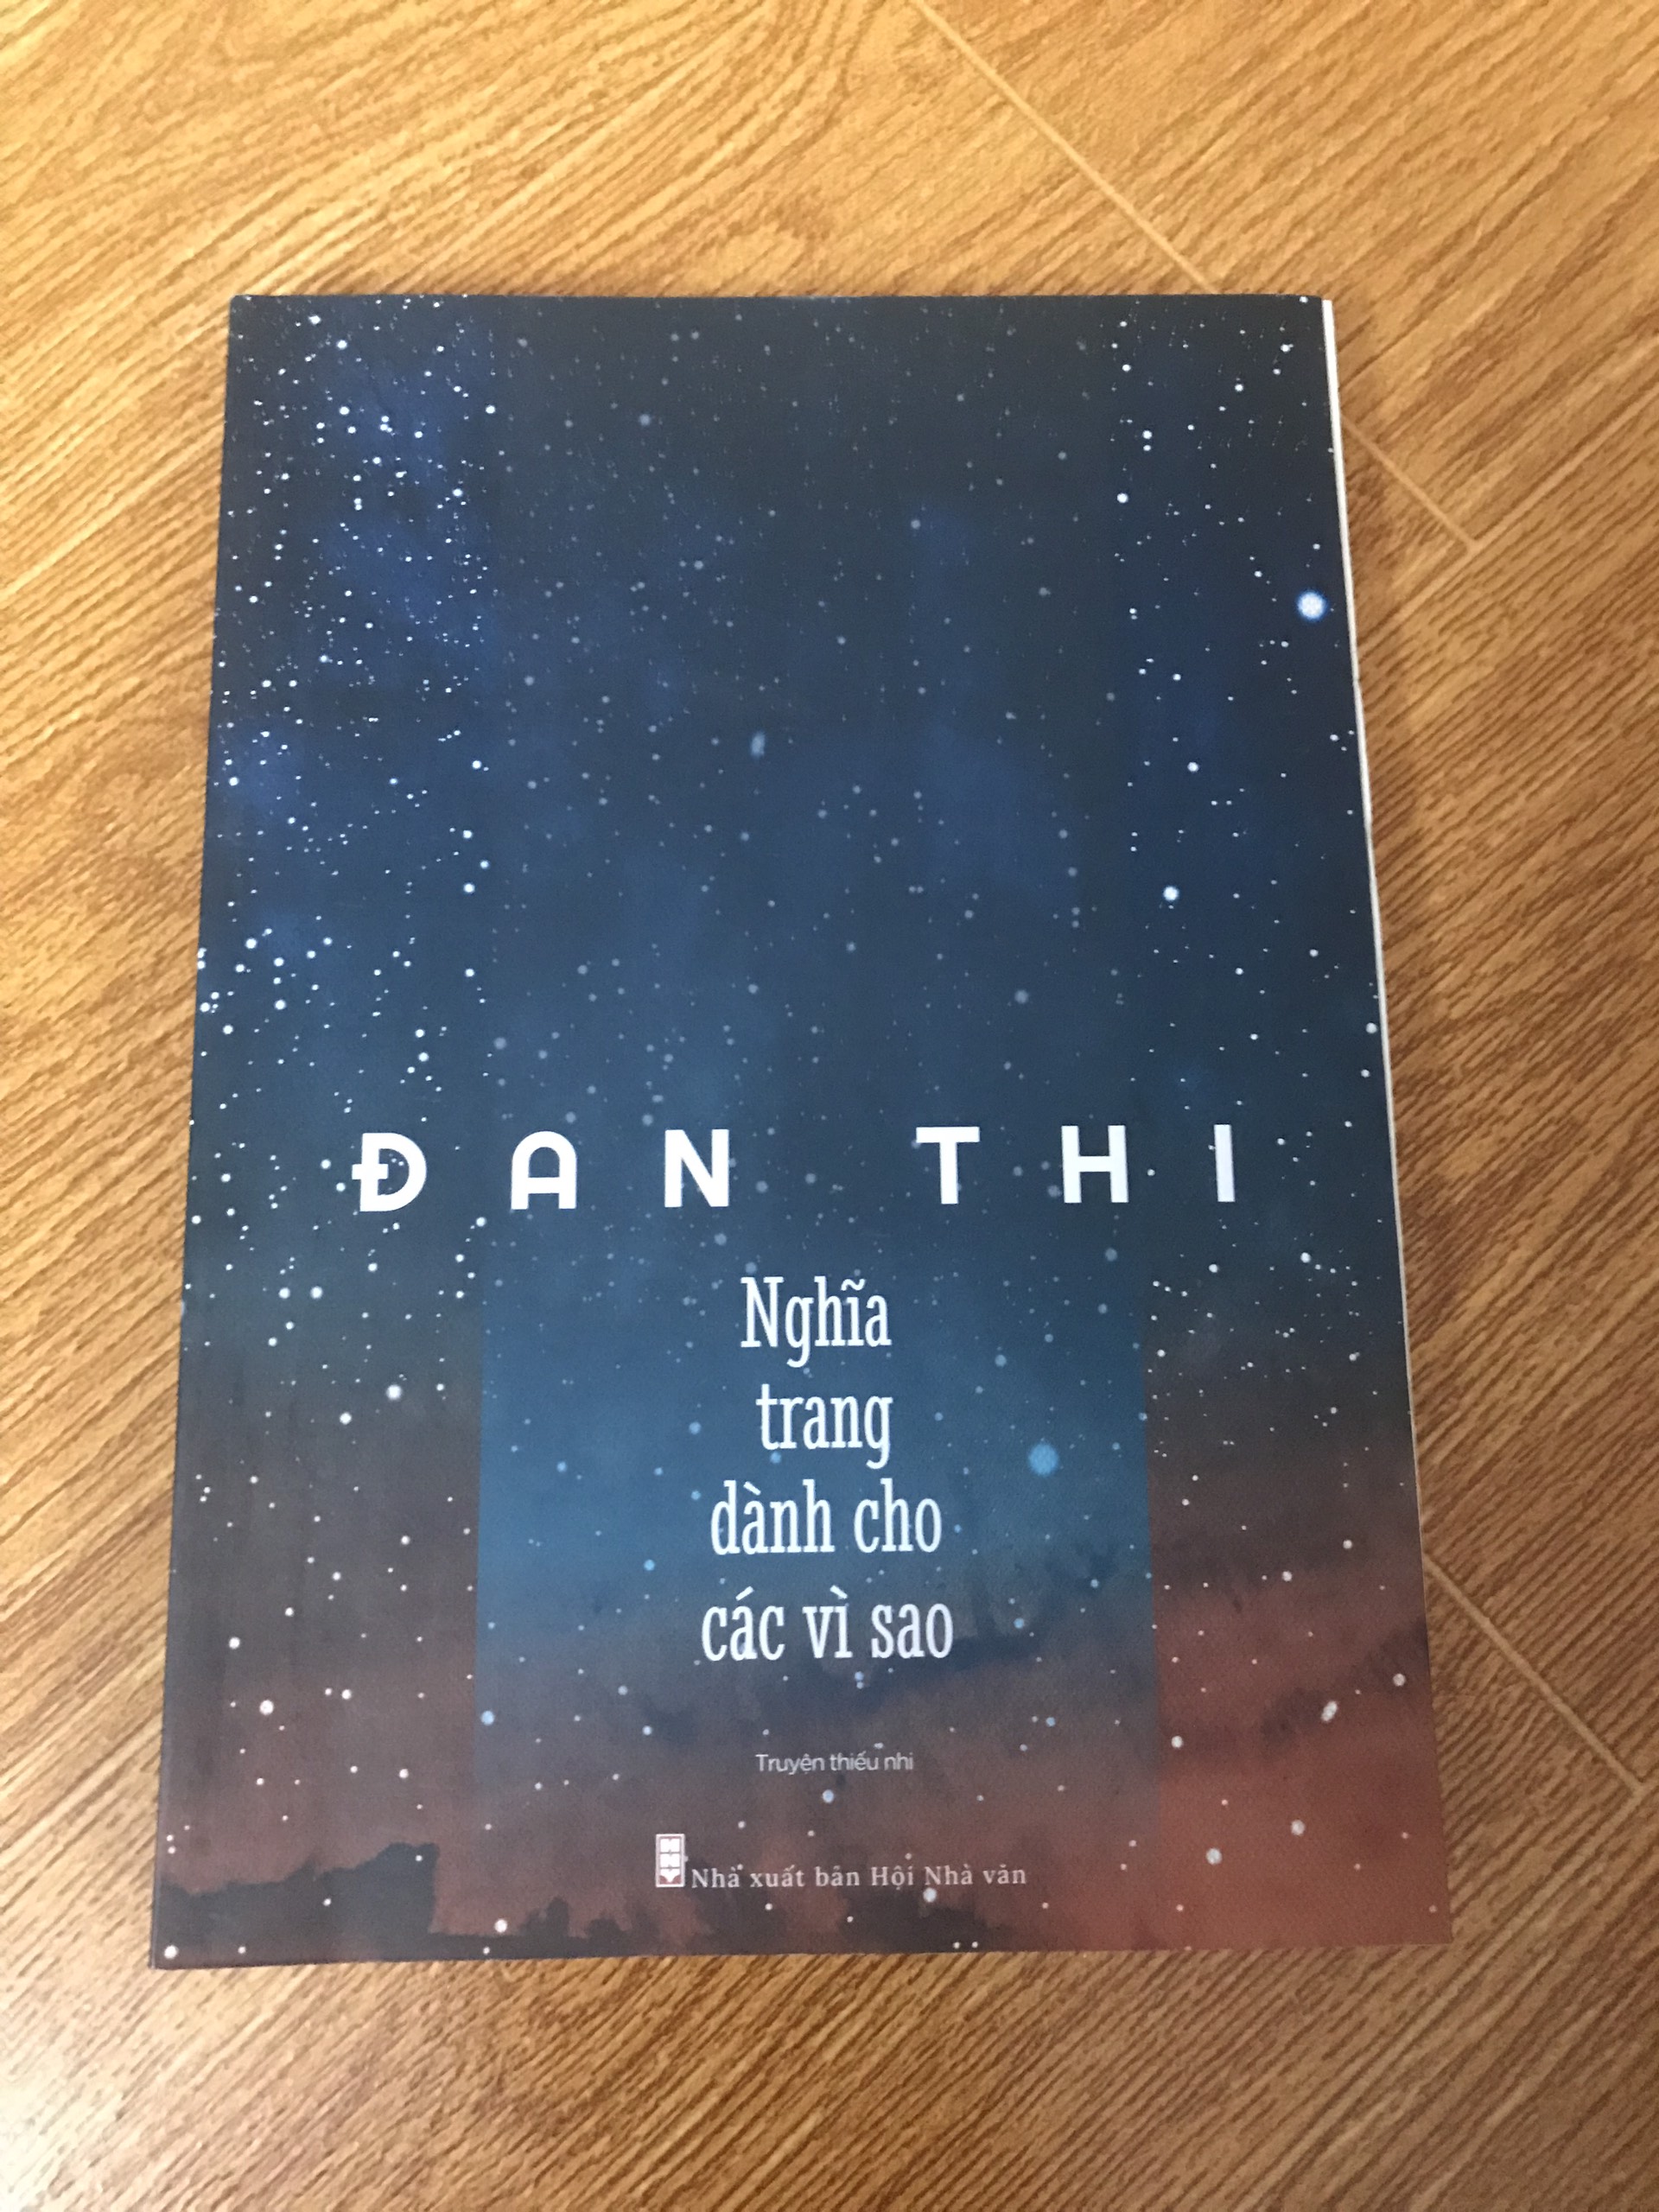 ĐAN THI
Nghĩa
trang
dành cho
các vì sao
Truyện thiếu nhi
Nhà xuất bản Hội Nhà văn